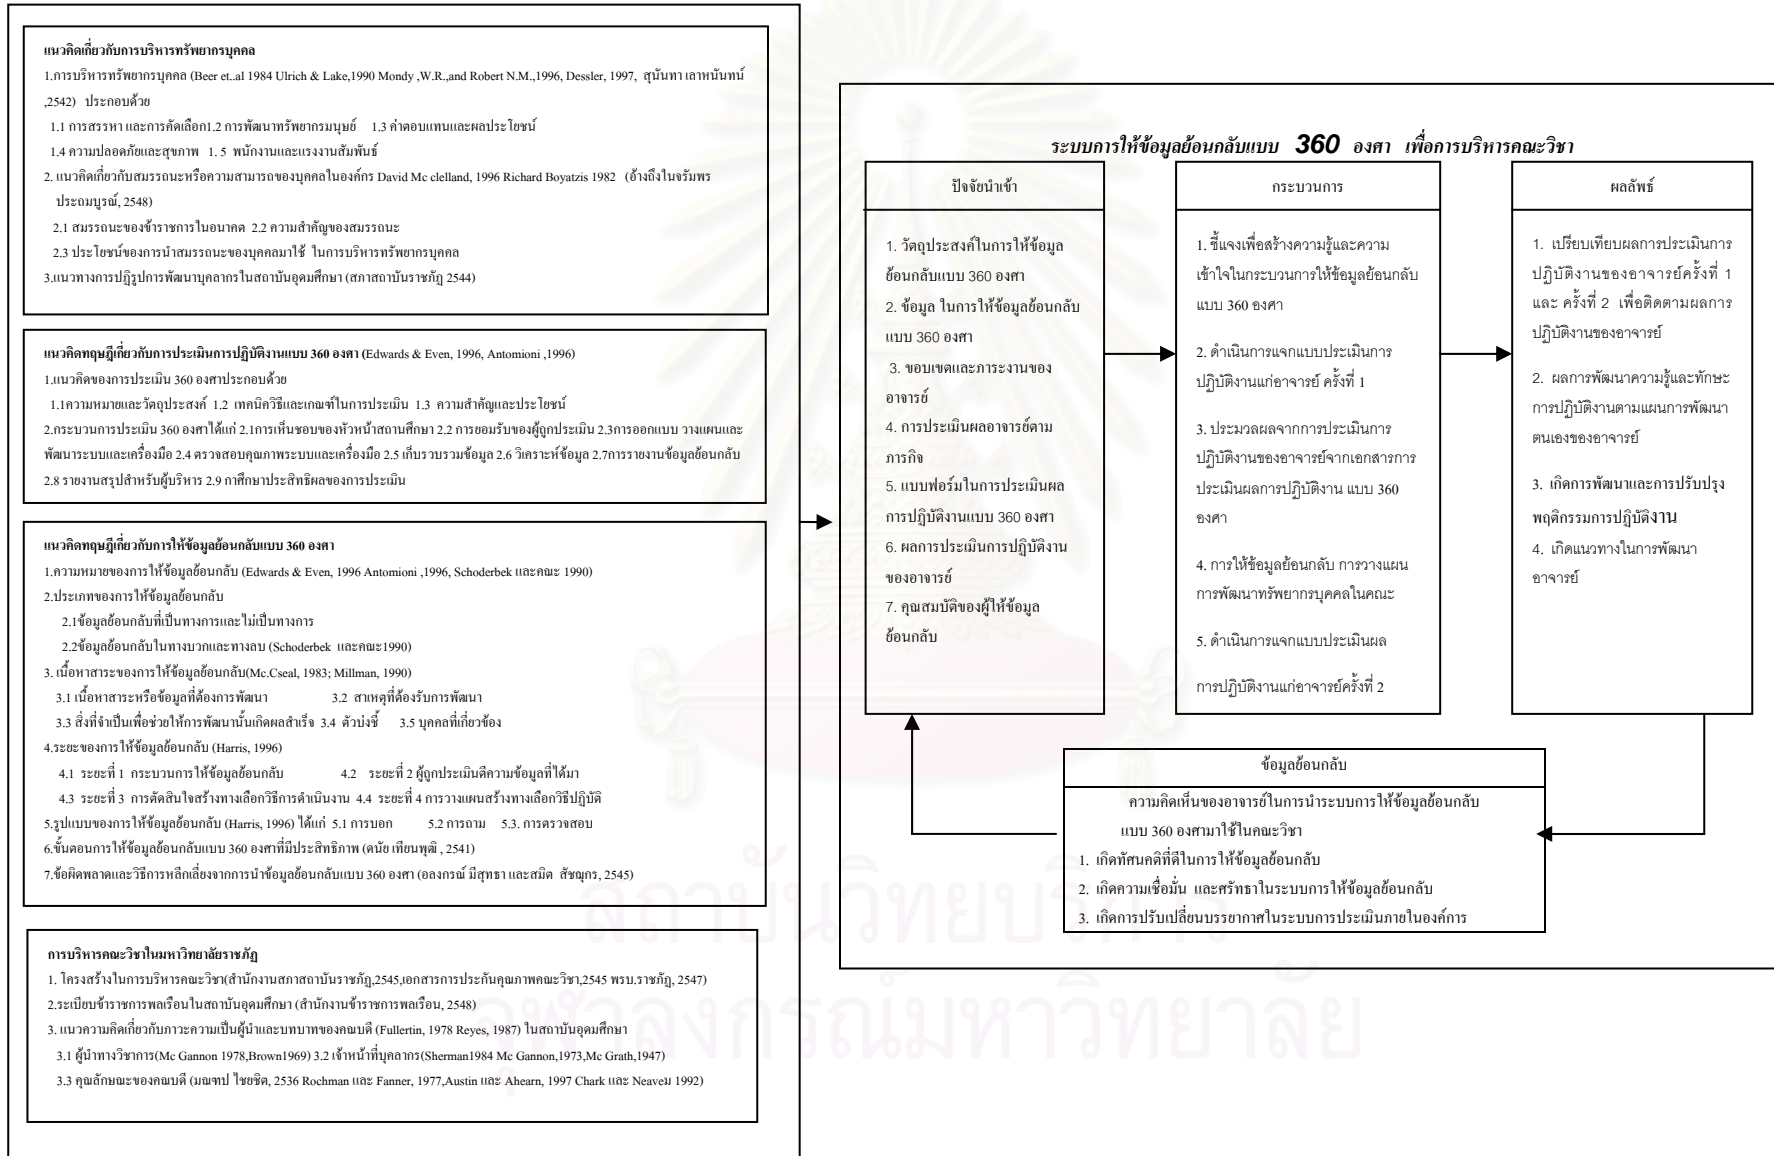 แนวคิดเกี่ยวกับการบริหารทรัพยากรบุคคล
1.การบริหารทรัพยากรบุคคล (Beer et..al 1984 Ulrich & Lake,1990 Mondy ,W.R.,and Robert N.M.,1996, Dessler, 1997, สุนันทา เลาหนันทน์
,2542) ประกอบด้วย
1.1 การสรรหา และการคัดเลือก1.2 การพัฒนาทรัพยากรมนุษย์ 1.3 ค่าตอบแทนและผลประโยชน์
1.4 ความปลอดภัยและสุขภาพ 1. 5 พนักงานและแรงงานสัมพันธ์
2. แนวคิดเกี่ยวกับสมรรถนะหรือความสามารถของบุคคลในองค์กร David Mc clelland, 1996 Richard Boyatzis 1982 (อ้างถึงในจรัมพร
ประถมบูรณ์, 2548)
2.1 สมรรถนะของข้าราชการในอนาคต 2.2 ความสำคัญของสมรรถนะ
2.3 ประโยชน์ของการนำสมรรถนะของบุคคลมาใช้ ในการบริหารทรัพยากรบุคคล
3.แนวทางการปฏิรูปการพัฒนาบุคลากรในสถาบันอุดมศึกษา (สภาสถาบันราชภัฏ 2544)
แนวคิดทฤษฎีเกี่ยวกับการประเมินการปฏิบัติงานแบบ 360 องศา (Edwards & Even, 1996, Antomioni ,1996)
1.แนวคิดของการประเมิน 360 องศาประกอบด้วย
1.1ความหมายและวัตถุประสงค์ 1.2 เทคนิควิธีและเกณฑ์ในการประเมิน 1.3 ความสำคัญและประโยชน์
2.กระบวนการประเมิน 360 องศาได้แก่ 2.1การเห็นชอบของหัวหน้าสถานศึกษา 2.2 การยอมรับของผู้ถูกประเมิน 2.3การออกแบบ วางแผนและ
พัฒนาระบบและเครื่องมือ 2.4 ตรวจสอบคุณภาพระบบและเครื่องมือ 2.5 เก็บรวบรวมข้อมูล 2.6 วิเคราะห์ข้อมูล 2.7การรายงานข้อมูลย้อนกลับ
2.8 รายงานสรุปสำหรับผู้บริหาร 2.9 กาศึกษาประสิทธิผลของการประเมิน
แนวคิดทฤษฎีเกี่ยวกับการให้ข้อมูลย้อนกลับแบบ 360 องศา
1.ความหมายของการให้ข้อมูลย้อนกลับ (Edwards & Even, 1996 Antomioni ,1996, Schoderbek และคณะ 1990)
2.ประเภทของการให้ข้อมูลย้อนกลับ
2.1ข้อมูลย้อนกลับที่เป็นทางการและไม่เป็นทางการ
2.2ข้อมูลย้อนกลับในทางบวกและทางลบ (Schoderbek และคณะ1990)
3. เนื้อหาสาระของการให้ข้อมูลย้อนกลับ(Mc.Cseal, 1983; Millman, 1990)
3.1 เนื้อหาสาระหรือข้อมูลที่ต้องการพัฒนา 3.2 สาเหตุที่ต้องรับการพัฒนา
3.3 สิ่งที่จำเป็นเพื่อช่วยให้การพัฒนานั้นเกิดผลสำเร็จ 3.4 ตัวบ่งชี้ 3.5 บุคคลที่เกี่ยวข้อง
4.ระยะของการให้ข้อมูลย้อนกลับ (Harris, 1996)
4.1 ระยะที่ 1 กระบวนการให้ข้อมูลย้อนกลับ 4.2 ระยะที่ 2 ผู้ถูกประเมินตีความข้อมูลที่ได้มา
4.3 ระยะที่ 3 การตัดสินใจสร้างทางเลือกวิธีการดำเนินงาน 4.4 ระยะที่ 4 การวางแผนสร้างทางเลือกวิธีปฏิบัติ
5.รูปแบบของการให้ข้อมูลย้อนกลับ (Harris, 1996) ได้แก่ 5.1 การบอก 5.2 การถาม 5.3. การตรวจสอบ
6.ขั้นตอนการให้ข้อมูลย้อนกลับแบบ 360 องศาที่มีประสิทธิภาพ (ดนัย เทียนพุฒิ , 2541)
7.ข้อผิดพลาดและวิธีการหลีกเลี่ยงจากการนำข้อมูลย้อนกลับแบบ 360 องศา (อลงกรณ์ มีสุทธา และสมิต สัชฌุกร, 2545)
การบริหารคณะวิชาในมหาวิทยาลัยราชภัฏ
1. โครงสร้างในการบริหารคณะวิชา(สำนักงานสภาสถาบันราชภัฏ,2545,เอกสารการประกันคุณภาพคณะวิชา,2545 พรบ.ราชภัฏ, 2547)
2.ระเบียบข้าราชการพลเรือนในสถาบันอุดมศึกษา (สำนักงานข้าราชการพลเรือน, 2548)
3. แนวความคิดเกี่ยวกับภาวะความเป็นผู้นำและบทบาทของคณบดี (Fullertin, 1978 Reyes, 1987) ในสถาบันอุดมศึกษา
3.1 ผู้นำทางวิชาการ(Mc Gannon 1978,Brown1969) 3.2 เจ้าหน้าที่บุคลากร(Sherman1984 Mc Gannon,1973,Mc Grath,1947)
3.3 คุณลักษณะของคณบดี (มณฑป ไชยชิต, 2536 Rochman และ Fanner, 1977,Austin และ Ahearn, 1997 Chark และ Neaveม 1992)
ระบบการให้ข้อมูลย้อนกลับแบบ 360 องศา เพื่อการบริหารคณะวิชา
ปัจจัยนำเข้า
1. วัตถุประสงค์ในการให้ข้อมูล
ย้อนกลับแบบ 360 องศา
2. ข้อมูล ในการให้ข้อมูลย้อนกลับ
แบบ 360 องศา
3. ขอบเขตและภาระงานของ
อาจารย์
4. การประเมินผลอาจารย์ตาม
ภารกิจ
5. แบบฟอร์มในการประเมินผล
การปฏิบัติงานแบบ 360 องศา
6. ผลการประเมินการปฏิบัติงาน
ของอาจารย์
7. คุณสมบัติของผู้ให้ข้อมูล
ย้อนกลับ
กระบวนการ
1. ชี้แจงเพื่อสร้างความรู้และความ
เข้าใจในกระบวนการให้ข้อมูลย้อนกลับ
แบบ 360 องศา
2. ดำเนินการแจกแบบประเมินการ
ปฏิบัติงานแก่อาจารย์ ครั้งที่ 1
3. ประมวลผลจากการประเมินการ
ปฏิบัติงานของอาจารย์จากเอกสารการ
ประเมินผลการปฏิบัติงาน แบบ 360
องศา
4. การให้ข้อมูลย้อนกลับ การวางแผน
การพัฒนาทรัพยากรบุคคลในคณะ
5. ดำเนินการแจกแบบประเมินผล
การปฏิบัติงานแก่อาจารย์ครั้งที่ 2
ผลลัพธ์
1. เปรียบเทียบผลการประเมินการ
ปฏิบัติงานของอาจารย์ครั้งที่ 1
และ ครั้งที่ 2 เพื่อติดตามผลการ
ปฏิบัติงานของอาจารย์
2. ผลการพัฒนาความรู้และทักษะ
การปฏิบัติงานตามแผนการพัฒนา
ตนเองของอาจารย์
3. เกิดการพัฒนาและการปรับปรุง
พฤติกรรมการปฏิบัติงาน
4. เกิดแนวทางในการพัฒนา
อาจารย์
ข้อมูลย้อนกลับ
ความคิดเห็นของอาจารย์ในการนำระบบการให้ข้อมูลย้อนกลับ
แบบ 360 องศามาใช้ในคณะวิชา
1. เกิดทัศนคติที่ดีในการให้ข้อมูลย้อนกลับ
2. เกิดความเชื่อมั่น และศรัทธาในระบบการให้ข้อมูลย้อนกลับ
3. เกิดการปรับเปลี่ยนบรรยากาศในระบบการประเมินภายในองค์การ
สถาบันวิทยบริการ
จุฬาลงกรณ์มหาวิทยาลัย